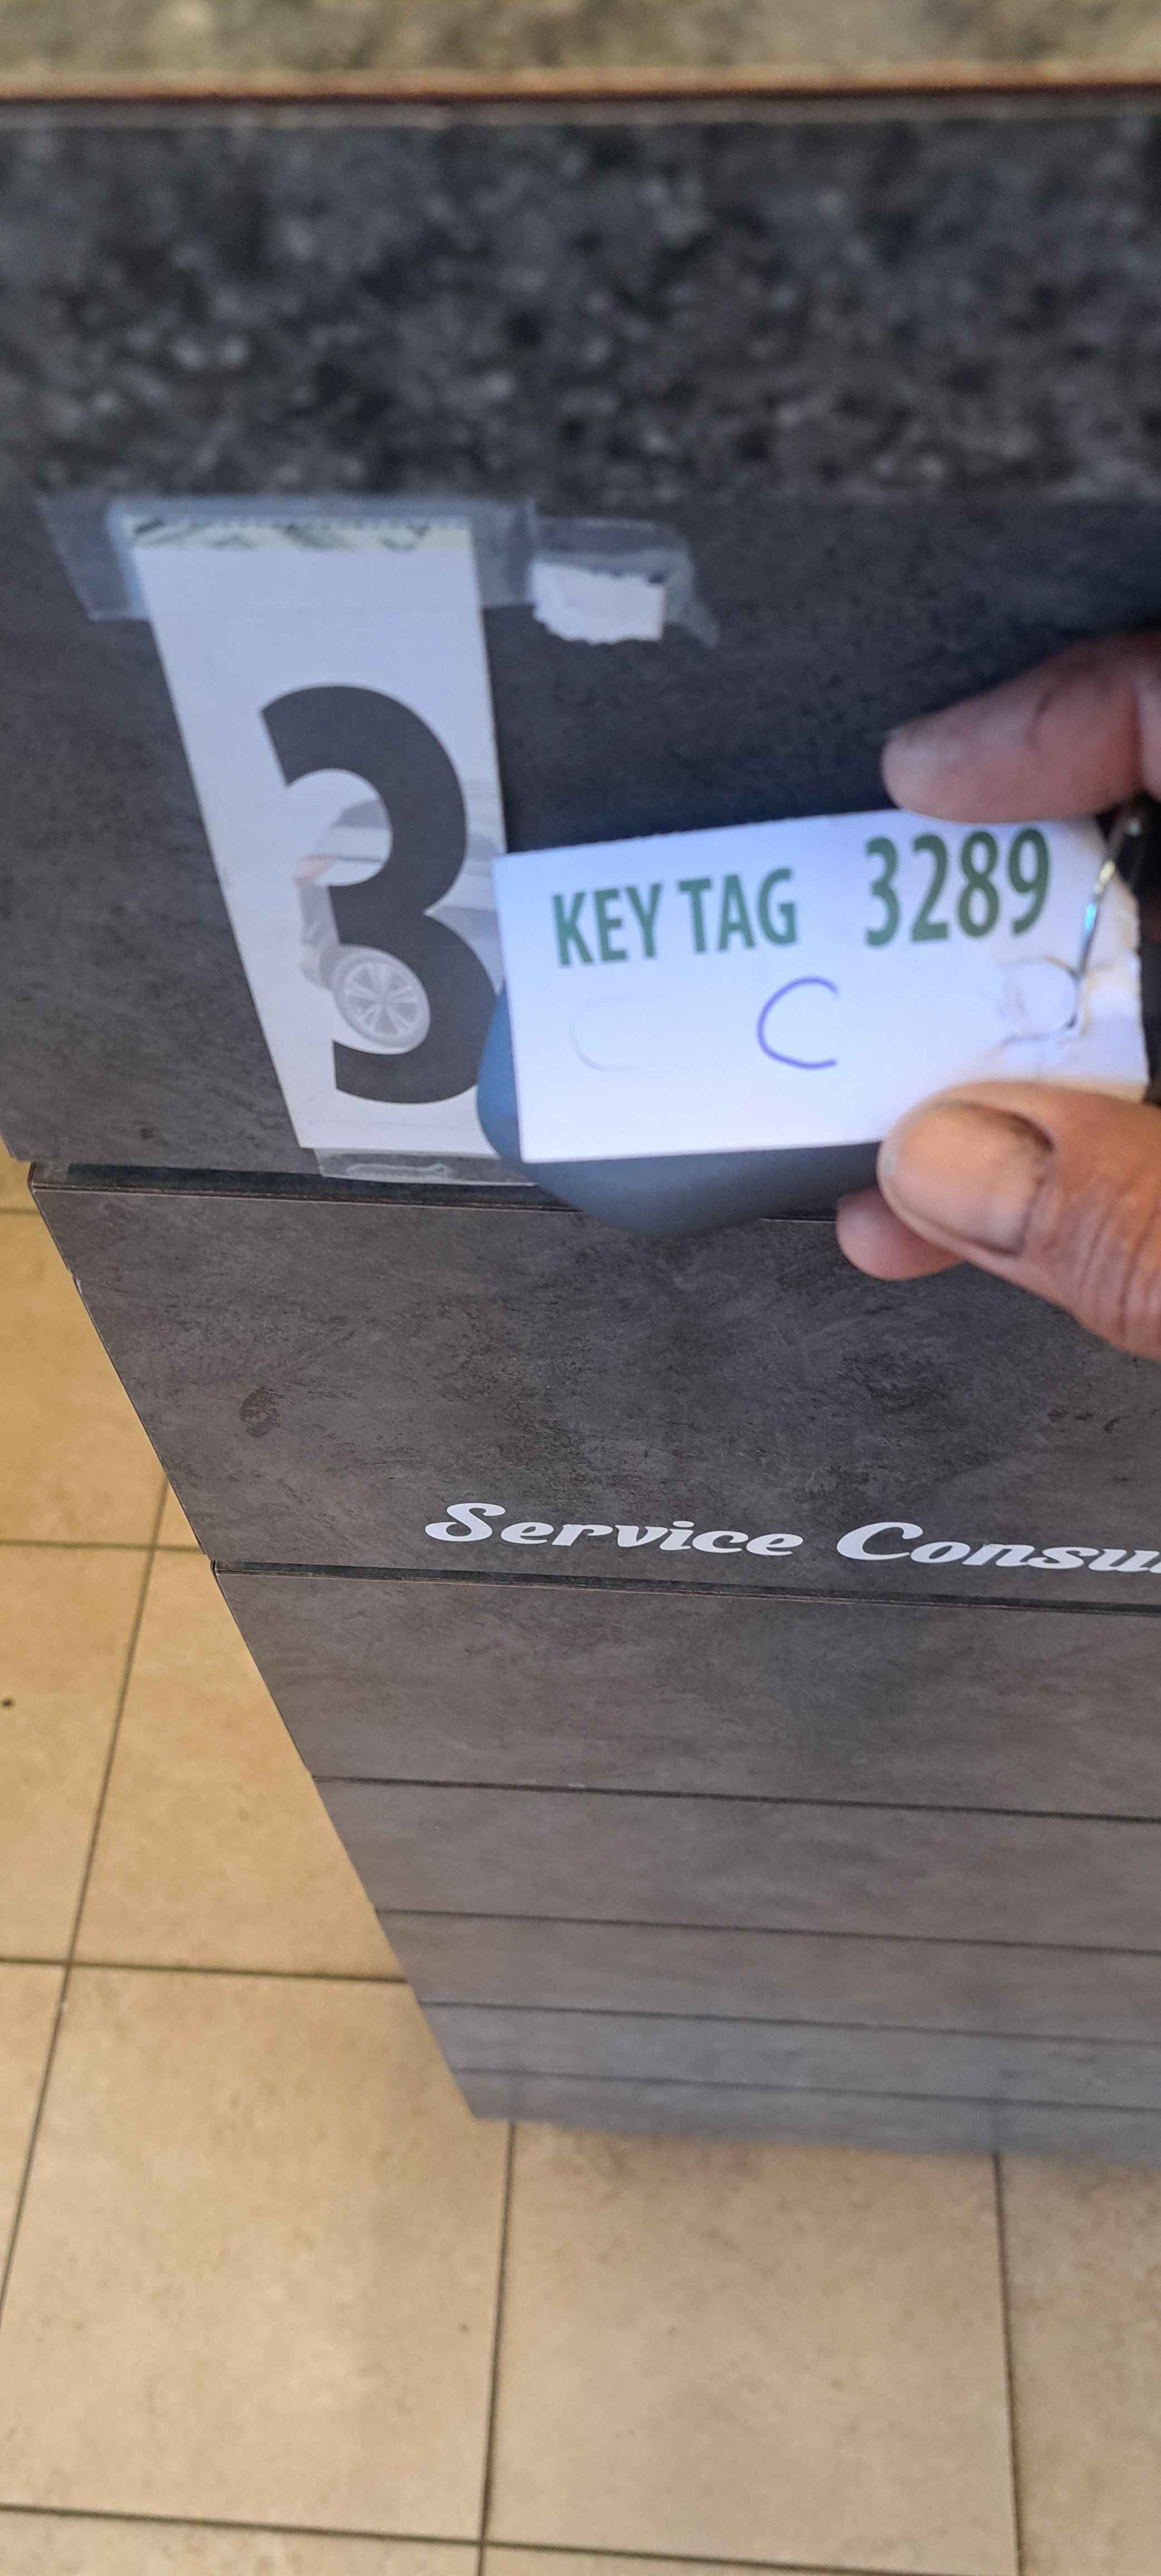 3
KEY TAG 3289
C
Service Consu